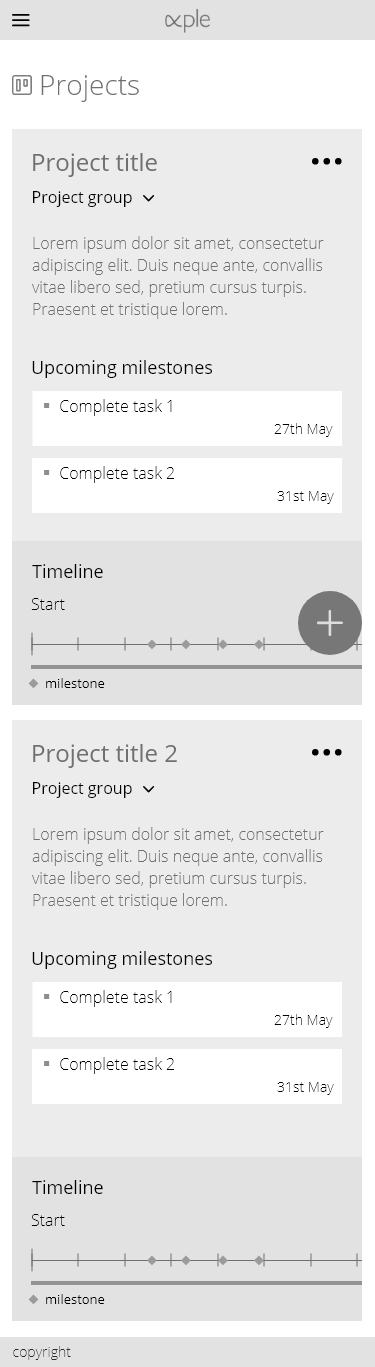 αple
Projects
Project title
Project group
Lorem ipsum dolor sit amet, consectetur
adipiscing elit. Duis neque ante, convallis
vitae libero sed, pretium cursus turpis.
Praesent et tristique lorem.
Upcoming milestones
Complete task 1
27th May
Complete task 2
31st May
Timeline
Start
milestone
Project title 2
Project group
Lorem ipsum dolor sit amet, consectetur
adipiscing elit. Duis neque ante, convallis
vitae libero sed, pretium cursus turpis.
Praesent et tristique lorem.
Upcoming milestones
Complete task 1
27th May
Complete task 2
31st May
Timeline
Start
milestone
copyright